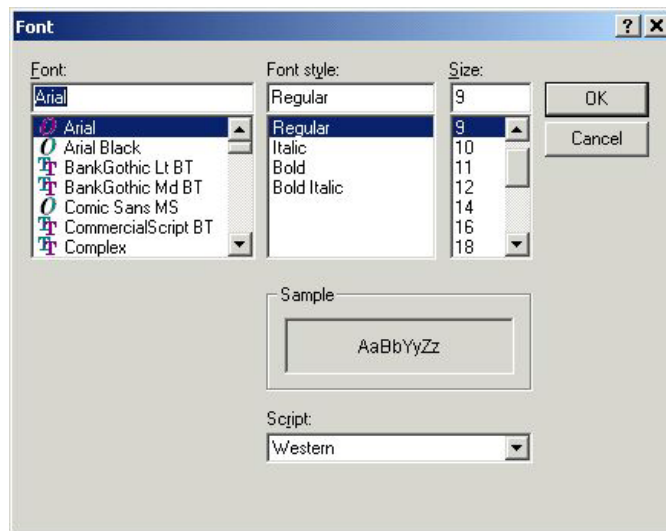 Font
Font:
Font style:
Size:
Arial
Regular
9
OK
Cancel
Arial
Arial Black
BankGothic Lt BT
BankGothic Md BT
Comic Sans MS
CommercialScript BT
Complex
Regular
Italic
Bold
Bold Italic
9
10
11
12
14
16
18
Sample
AaBbYyZz
Script:
Western